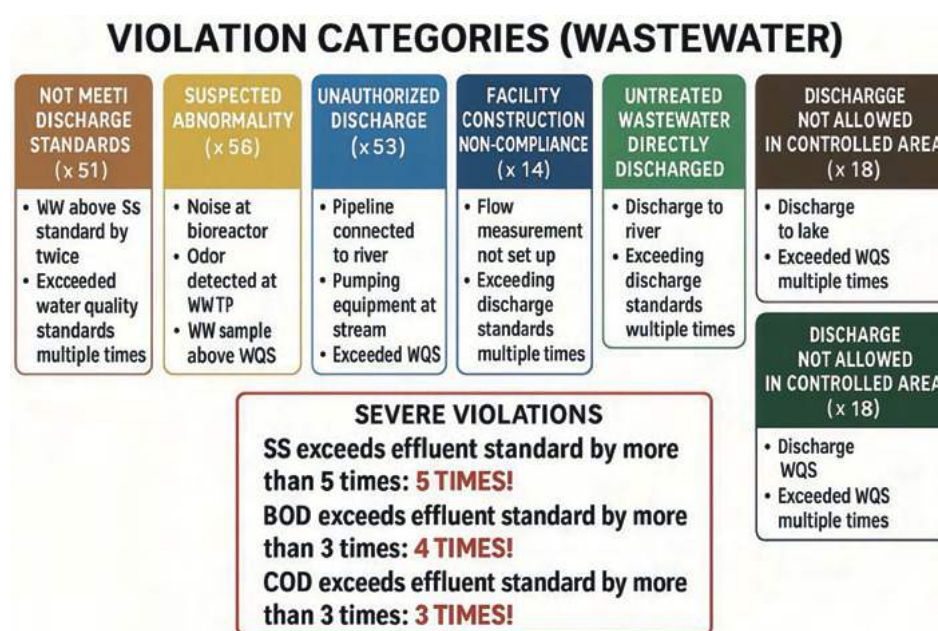 VIOLATION CATEGORIES (WASTEWATER)
NOT MEETI
DISCHARGE
STANDARDS
(x 51)
• WW above Ss
standard by
twice
• Excceeded
water quality
standards
multiple times
SUSPECTED
ABNORMALITY
(x 56)
• Noise at
bioreactor
• Odor
detected at
WWTP
• WW sample
above WQS
UNAUTHORIZED
DISCHARGE
(x 53)
• Pipeline
connected
to river
• Pumping
equipment at
stream
• Exceeded WQS
FACILITY
CONSTRUCTION
NON-COMPLIANCE
(x 14)
• Flow
measurement
not set up
• Exceeding
discharge
standards
multiple times
UNTREATED
WASTEWATER
DIRECTLY
DISCHARGED
• Discharge to
river
• Exceeding
discharge
standards
wultiple times
DISCHARGGE
NOT ALLOWED
IN CONTROLLED AREA
(x 18)
• Discharge
to lake
• Exceeded WQS
multiple times
DISCHARGE
NOT ALLOWED
IN CONTROLLED AREA
(x 18)
• Discharge
WQS
• Exceeded WQS
multiple times
SEVERE VIOLATIONS
SS exceeds effluent standard by more
than 5 times: 5 TIMES!
BOD exceeds effluent standard by more
than 3 times: 4 TIMES!
COD exceeds effluent standard by more
than 3 times: 3 TIMES!